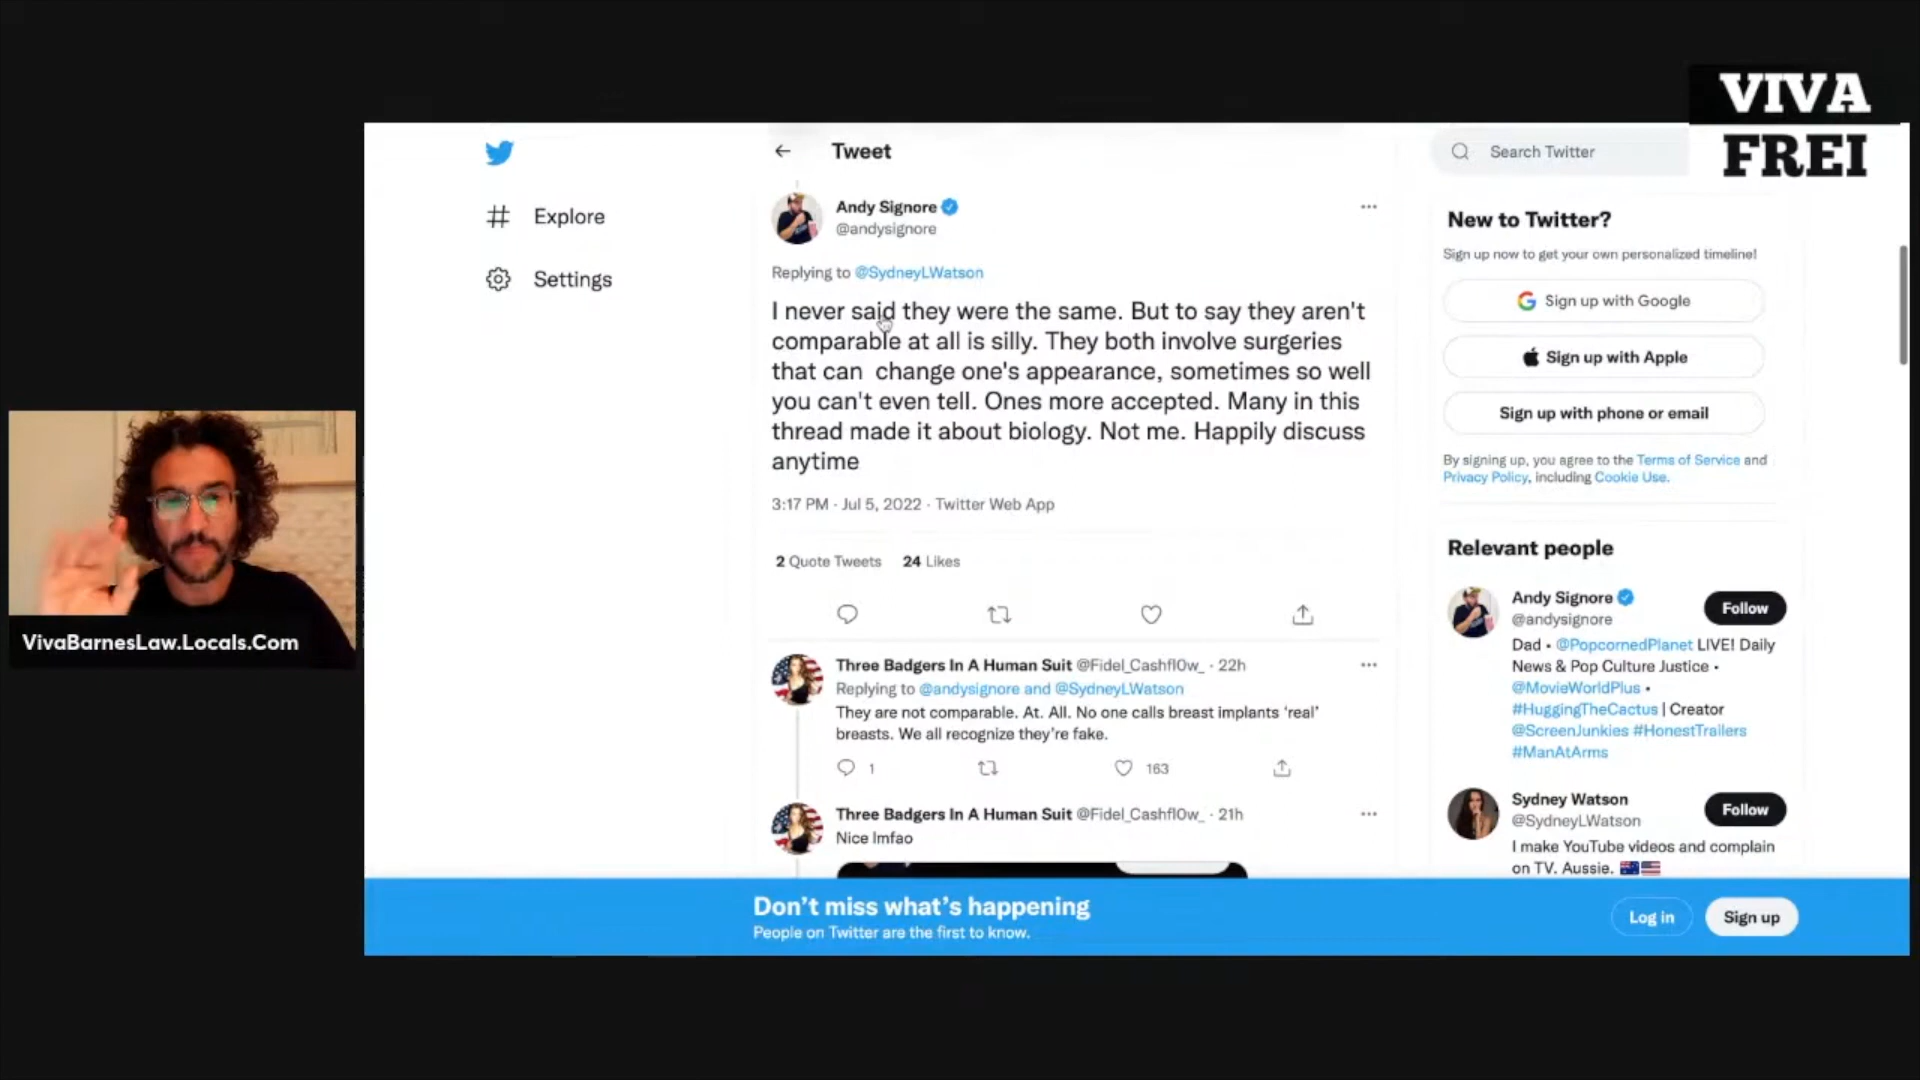 VIVA
FREI
Tweet
Search Twitter
Explore
Settings
Andy Signore
@andysignore
Replying to @SydneyLWatson
I never said they were the same. But to say they aren't
comparable at all is silly. They both involve surgeries
that can  change one's appearance, sometimes so well
you can't even tell. Ones more accepted. Many in this
thread made it about biology. Not me. Happily discuss
anytime
3:17 PM · Jul 5, 2022 · Twitter Web App
2 Quote Tweets 24 Likes
Three Badgers In A Human Suit @Fidel_Cashfl0w_ · 22h
Replying to @andysignore and @SydneyLWatson
They are not comparable. At. All. No one calls breast implants ‘real’
breasts. We all recognize they’re fake.
1 163
Three Badgers In A Human Suit @Fidel_Cashfl0w_ · 21h
Nice lmfao
New to Twitter?
Sign up now to get your own personalized timeline!
Sign up with Google
Sign up with Apple
Sign up with phone or email
By signing up, you agree to the Terms of Service and
Privacy Policy, including Cookie Use.
Relevant people
Andy Signore
@andysignore
Follow
Dad • @PopcornedPlanet LIVE! Daily
News & Pop Culture Justice •
@MovieWorldPlus •
#HuggingTheCactus | Creator
@ScreenJunkies #HonestTrailers
#ManAtArms
Sydney Watson
@SydneyLWatson
Follow
I make YouTube videos and complain
on TV. Aussie.
VivaBarnesLaw.Locals.Com
Don’t miss what’s happening
People on Twitter are the first to know.
Log in
Sign up